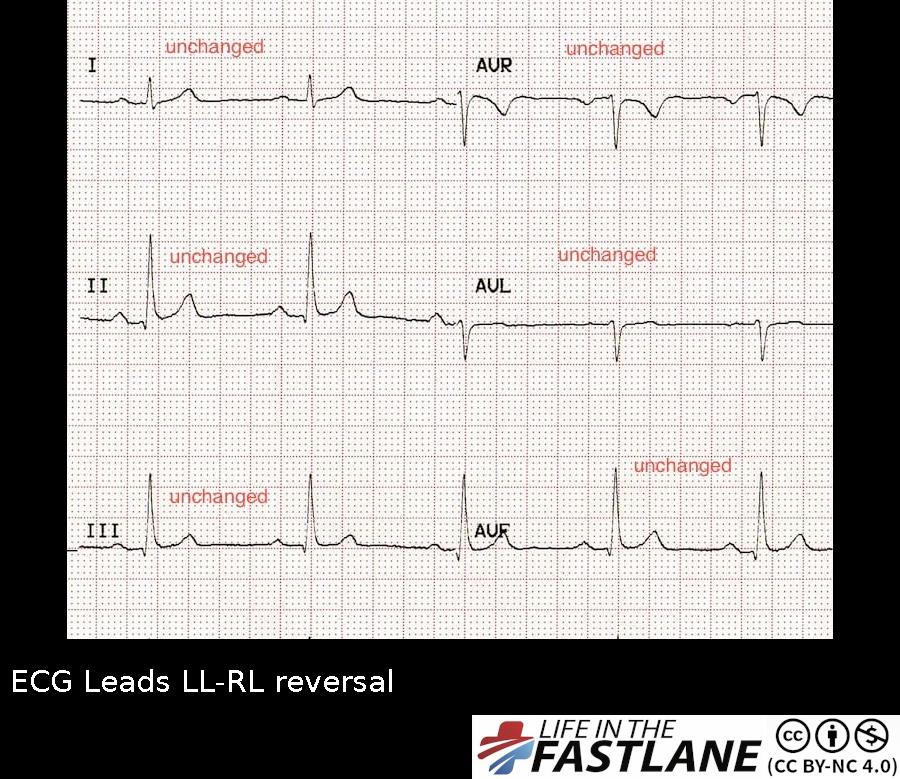 unchanged
unchanged
I
AVR
unchanged
unchanged
II
AVL
unchanged
unchanged
III
AVF
ECG Leads LL-RL reversal
LIFE IN THE
FASTLANE
cc
$
(CC BY-NC 4.0)